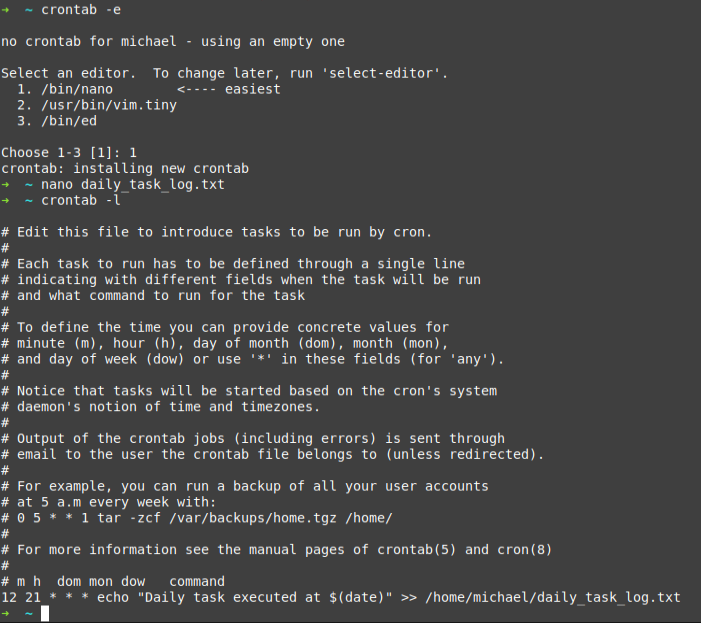 ➜  ~ crontab -e
no crontab for michael - using an empty one
Select an editor.  To change later, run 'select-editor'.
  1. /bin/nano        <---- easiest
  2. /usr/bin/vim.tiny
  3. /bin/ed
Choose 1-3 [1]: 1
crontab: installing new crontab
➜  ~ nano daily_task_log.txt
➜  ~ crontab -l
# Edit this file to introduce tasks to be run by cron.
#
# Each task to run has to be defined through a single line
# indicating with different fields when the task will be run
# and what command to run for the task
#
# To define the time you can provide concrete values for
# minute (m), hour (h), day of month (dom), month (mon),
# and day of week (dow) or use '*' in these fields (for 'any').
#
# Notice that tasks will be started based on the cron's system
# daemon's notion of time and timezones.
#
# Output of the crontab jobs (including errors) is sent through
# email to the user the crontab file belongs to (unless redirected).
#
# For example, you can run a backup of all your user accounts
# at 5 a.m every week with:
# 0 5 * * 1 tar -zcf /var/backups/home.tgz /home/
#
# For more information see the manual pages of crontab(5) and cron(8)
#
# m h  dom mon dow   command
12 21 * * * echo "Daily task executed at $(date)" >> /home/michael/daily_task_log.txt
➜  ~